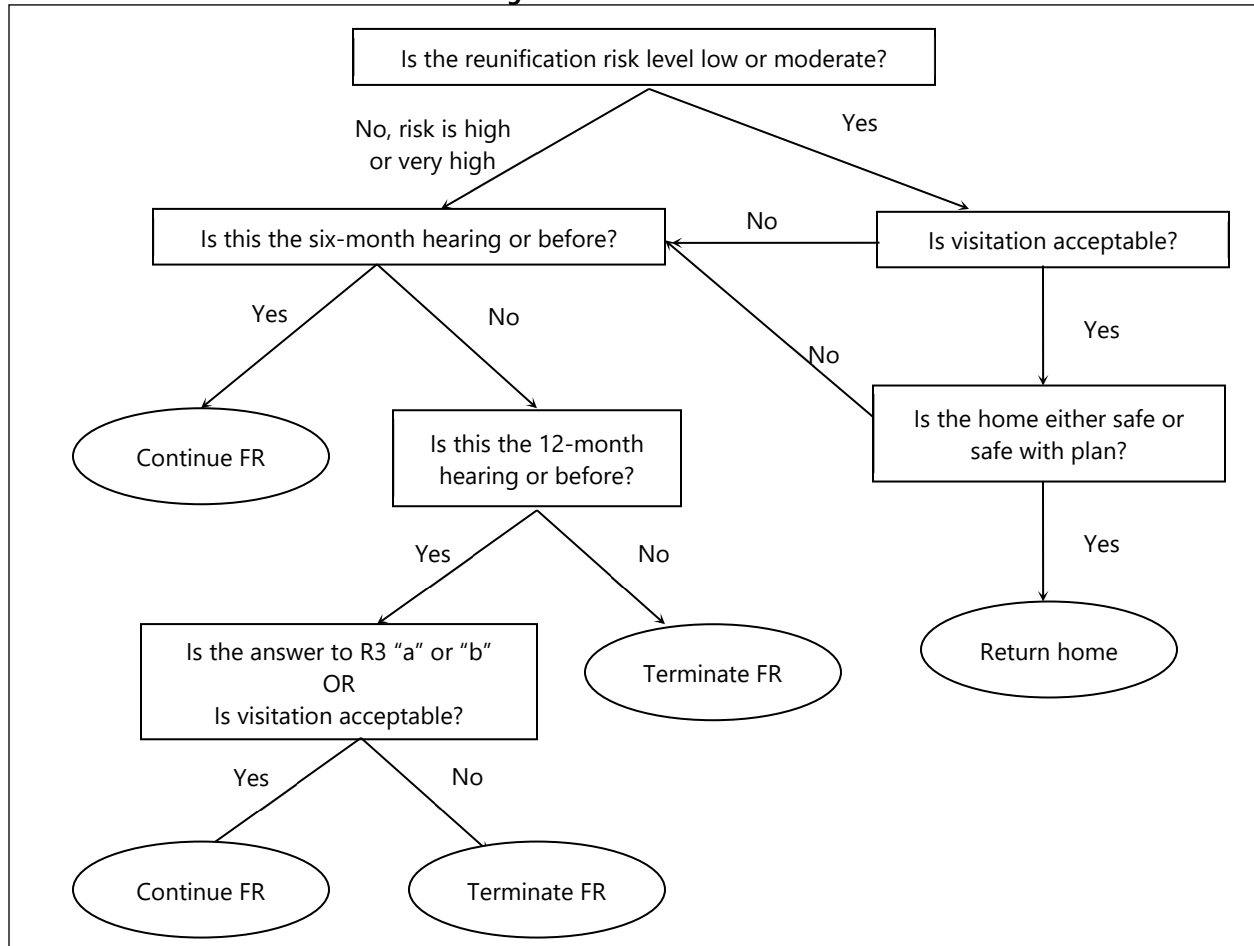 Is the reunification risk level low or moderate?
No, risk is high
or very high
Yes
Is this the six-month hearing or before?
No
Is visitation acceptable?
Yes
No
No
Yes
Continue FR
Is this the 12-month
hearing or before?
Is the home either safe or
safe with plan?
Yes
No
Yes
Is the answer to R3 “a” or “b”
OR
Is visitation acceptable?
Terminate FR
Return home
Yes
No
Continue FR
Terminate FR